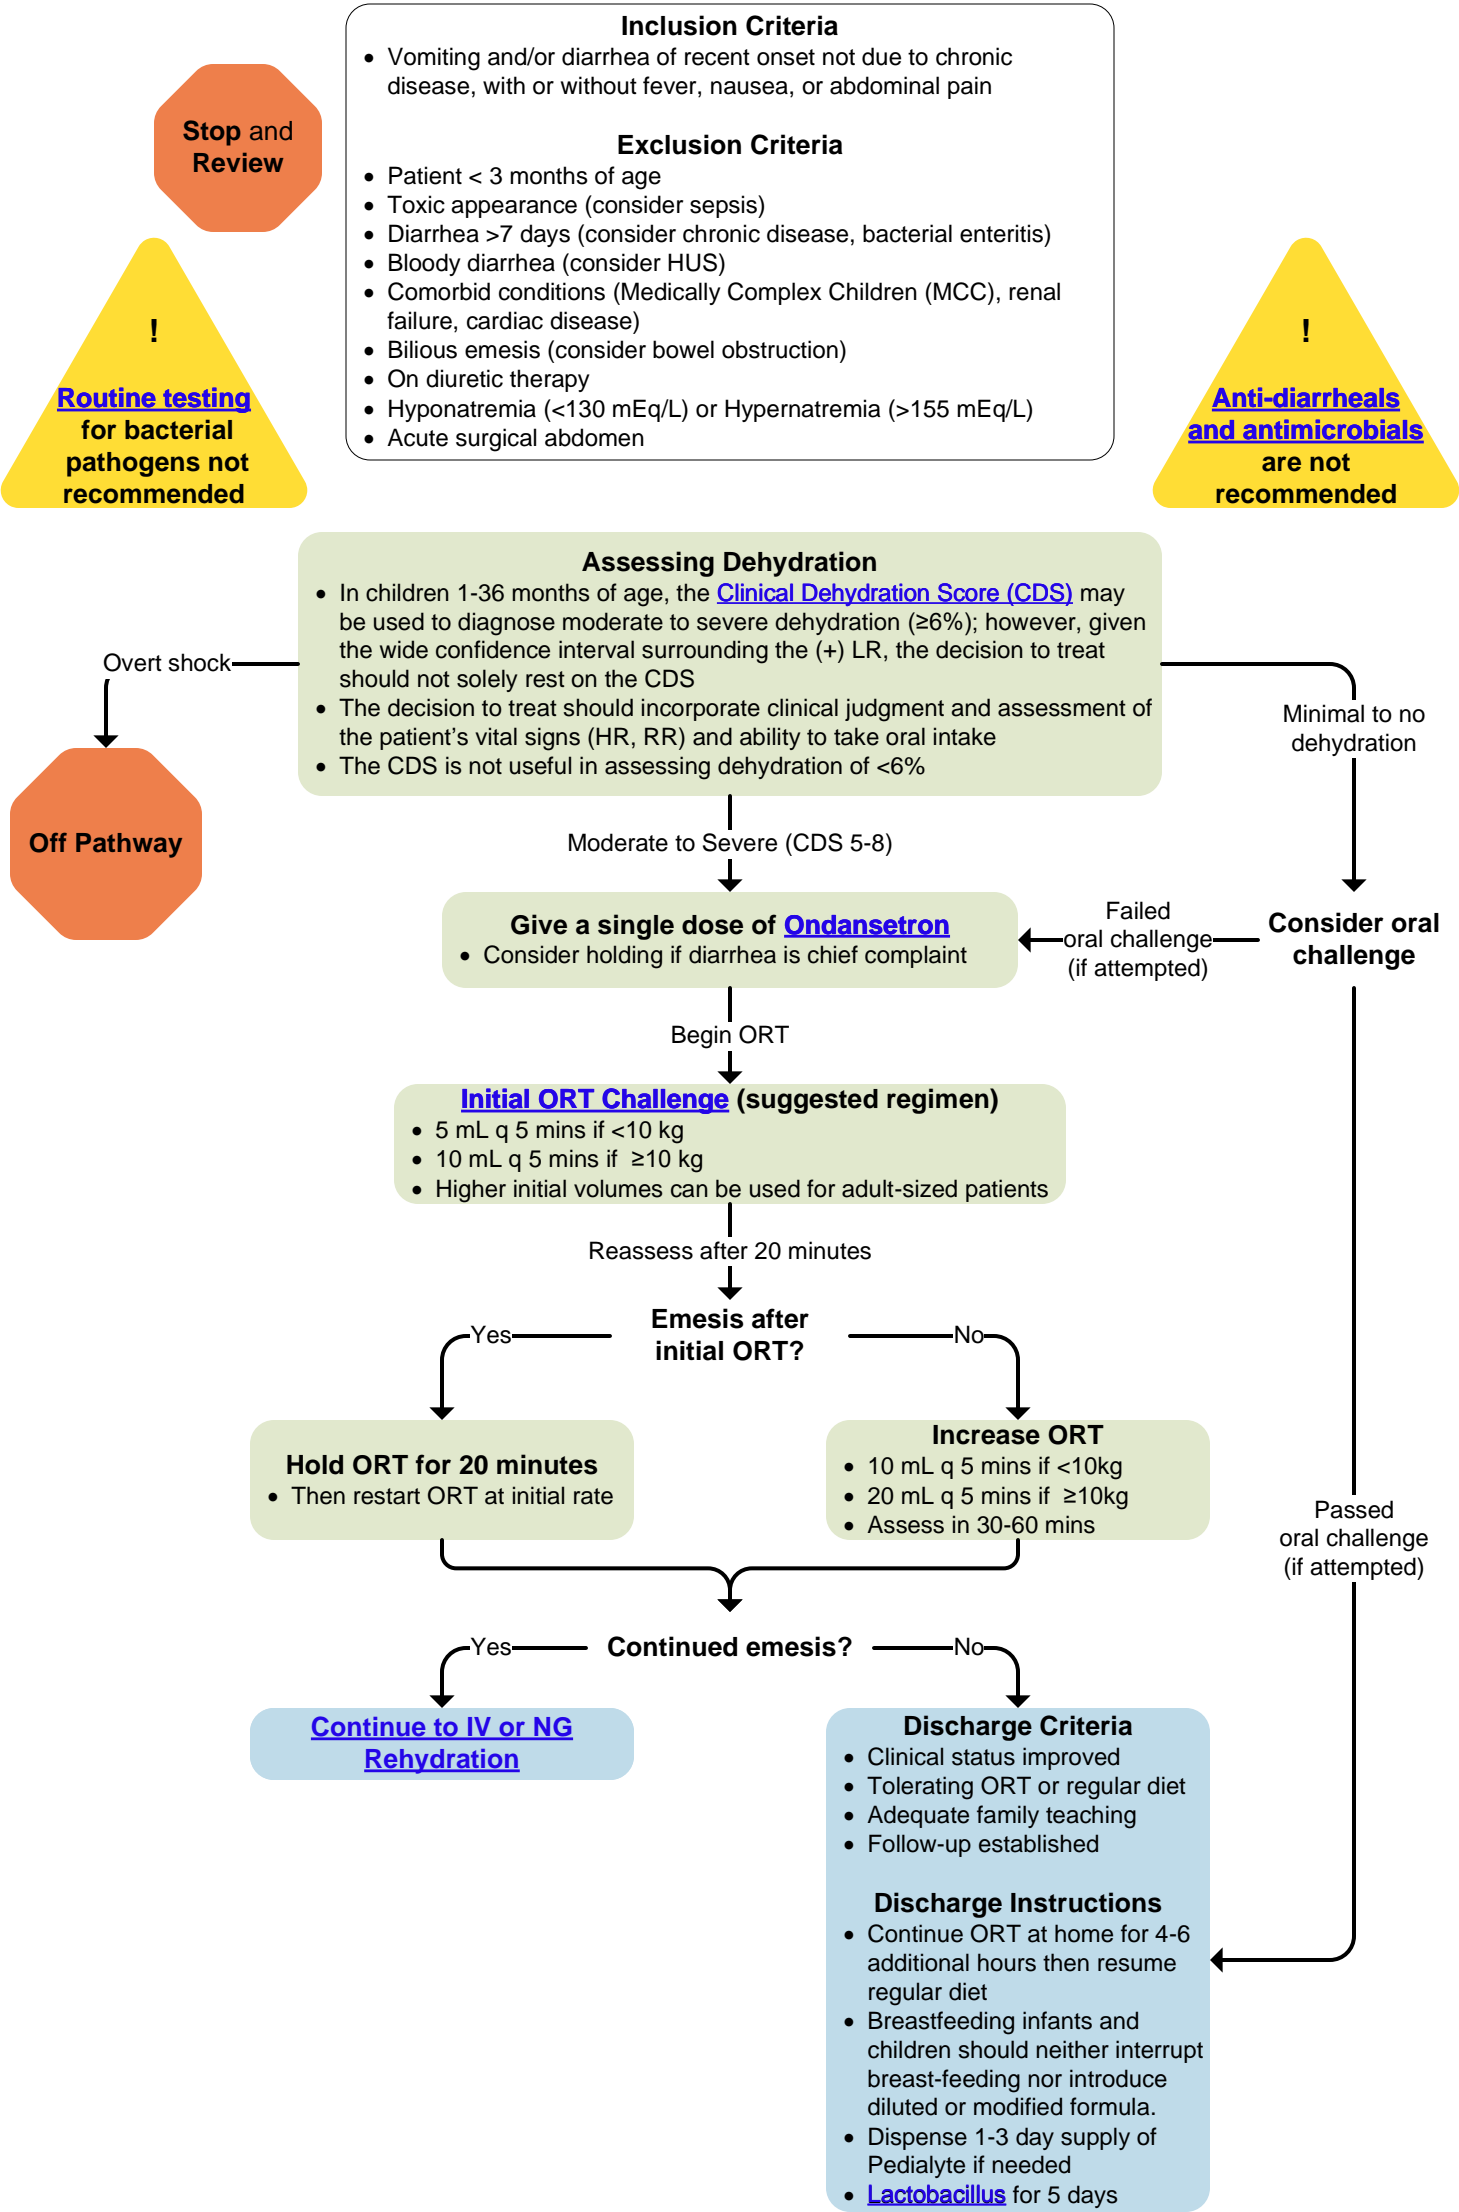 Inclusion Criteria
• Vomiting and/or diarrhea of recent onset not due to chronic
disease, with or without fever, nausea, or abdominal pain
Exclusion Criteria
• Patient < 3 months of age
• Toxic appearance (consider sepsis)
• Diarrhea >7 days (consider chronic disease, bacterial enteritis)
• Bloody diarrhea (consider HUS)
• Comorbid conditions (Medically Complex Children (MCC), renal
failure, cardiac disease)
• Bilious emesis (consider bowel obstruction)
• On diuretic therapy
• Hyponatremia (<130 mEq/L) or Hypernatremia (>155 mEq/L)
• Acute surgical abdomen
Stop and
Review
!
Routine testing
for bacterial
pathogens not
recommended
!
Anti-diarrheals
and antimicrobials
are not
recommended
Assessing Dehydration
• In children 1-36 months of age, the Clinical Dehydration Score (CDS) may
be used to diagnose moderate to severe dehydration (≥6%); however, given
the wide confidence interval surrounding the (+) LR, the decision to treat
should not solely rest on the CDS
• The decision to treat should incorporate clinical judgment and assessment of
the patient's vital signs (HR, RR) and ability to take oral intake
• The CDS is not useful in assessing dehydration of <6%
Overt shock
Off Pathway
Minimal to no
dehydration
Moderate to Severe (CDS 5-8)
Give a single dose of Ondansetron
• Consider holding if diarrhea is chief complaint
Failed
oral challenge
(if attempted)
Consider oral
challenge
Begin ORT
Initial ORT Challenge (suggested regimen)
• 5 mL q 5 mins if <10 kg
• 10 mL q 5 mins if ≥10 kg
• Higher initial volumes can be used for adult-sized patients
Reassess after 20 minutes
Emesis after
initial ORT?
Yes
No
Hold ORT for 20 minutes
• Then restart ORT at initial rate
Increase ORT
• 10 mL q 5 mins if <10kg
• 20 mL q 5 mins if ≥10kg
• Assess in 30-60 mins
Passed
oral challenge
(if attempted)
Continued emesis?
Yes
No
Continue to IV or NG
Rehydration
Discharge Criteria
• Clinical status improved
• Tolerating ORT or regular diet
• Adequate family teaching
• Follow-up established
Discharge Instructions
• Continue ORT at home for 4-6
additional hours then resume
regular diet
• Breastfeeding infants and
children should neither interrupt
breast-feeding nor introduce
diluted or modified formula.
• Dispense 1-3 day supply of
Pedialyte if needed
• Lactobacillus for 5 days